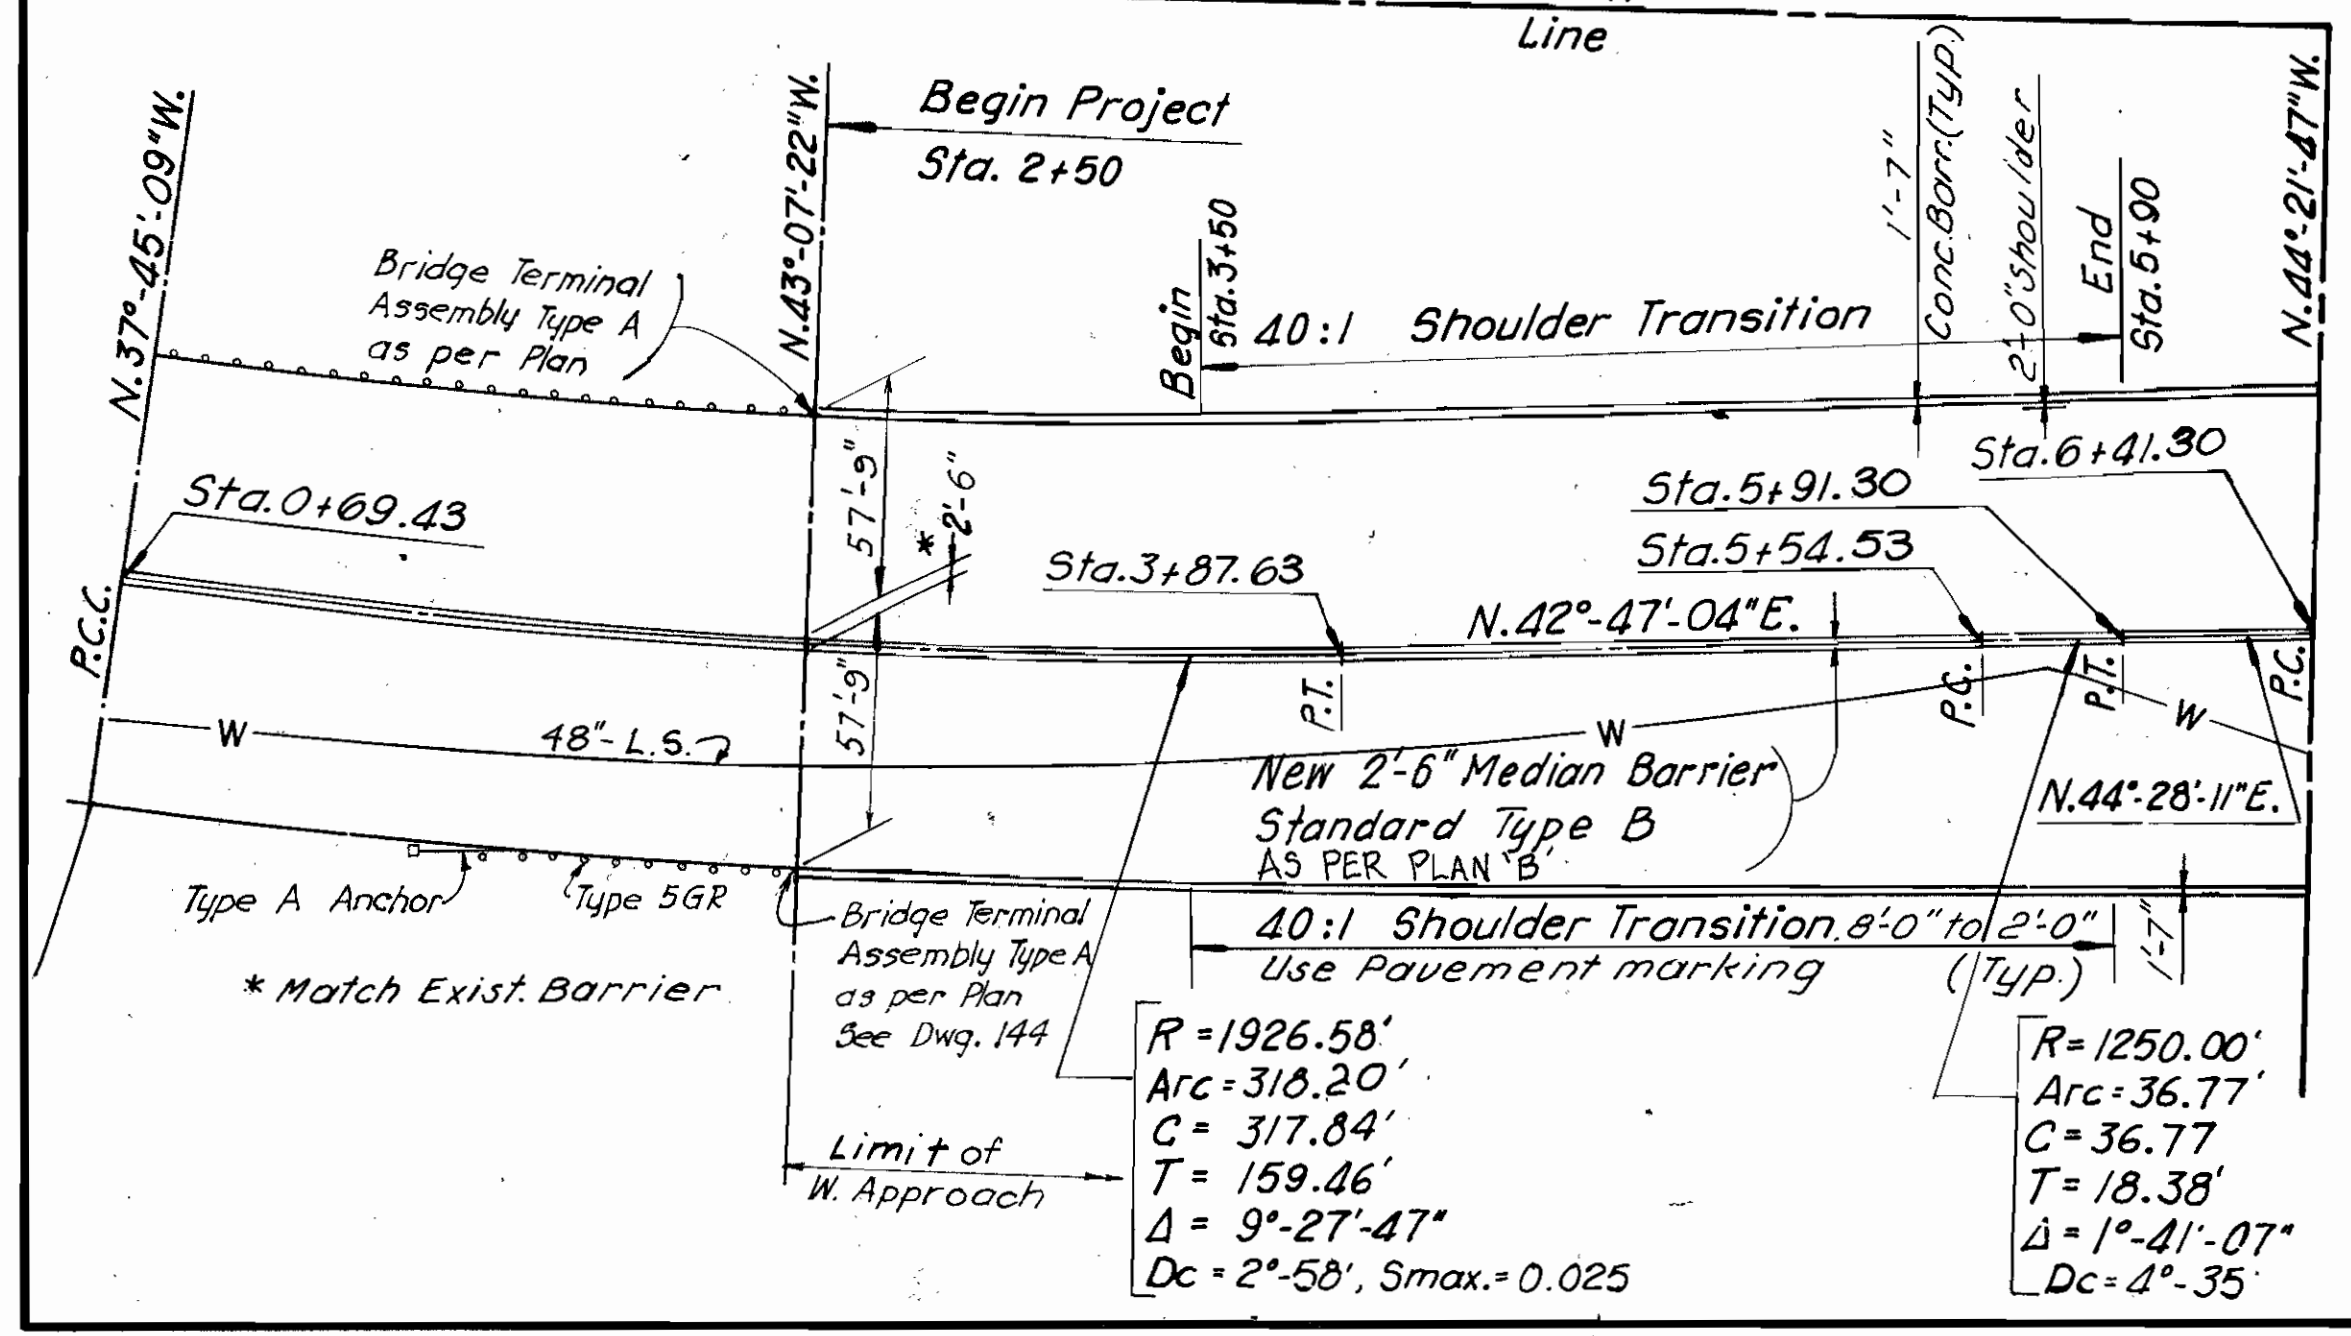 Line
Begin Project
Sta. 2+50
N.37°-45'-09"W.
N.43°-07'-22"W.
Bridge Terminal
Assembly Type A
as per Plan
Begin
Sta.3+50
40:1 Shoulder Transition
1'-7"
Conc.Barr.(Typ.)
2'-0"Shoulder
End
Sta.5+90
N.44°-21'-47"W.
Sta.0+69.43
P.C.C.
57'-9"
* 2'-6"
57'-9"
Sta.3+87.63
P.T.
Sta.6+41.30
Sta.5+91.30
Sta.5+54.53
N.42°-47'-04"E.
P.C.
P.T.
P.C.
W
48"-L.S.
W
W
New 2'-6" Median Barrier
Standard Type B
AS PER PLAN 'B'
N.44°-28'-11"E.
Type A Anchor
Type 5GR
Bridge Terminal
Assembly Type A
as per Plan
See Dwg. 144
40:1 Shoulder Transition. 8'-0" to 2'-0"
Use Pavement marking (Typ.)
1'-7"
* Match Exist. Barrier
Limit of
W. Approach
R = 1926.58'
Arc = 318.20'
C = 317.84'
T = 159.46'
Δ = 9°-27'-47"
Dc = 2°-58', Smax.= 0.025
R = 1250.00'
Arc = 36.77'
C = 36.77
T = 18.38'
Δ = 1°-41'-07"
Dc = 4°-35'